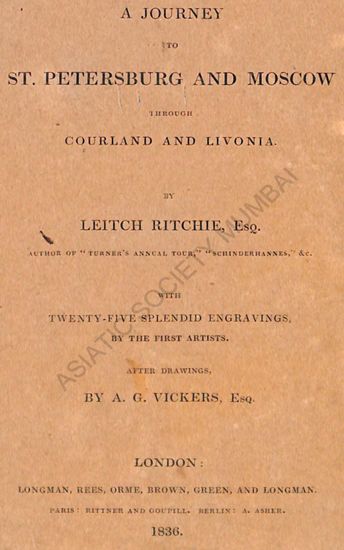 A JOURNEY
TO
ST. PETERSBURG AND MOSCOW
THROUGH
COURLAND AND LIVONIA.
BY
LEITCH RITCHIE, Esq.
AUTHOR OF "TURNER'S ANNUAL TOUR," "SCHINDERHANNES," &c.
WITH
TWENTY-FIVE SPLENDID ENGRAVINGS,
BY THE FIRST ARTISTS.
AFTER DRAWINGS,
BY A. G. VICKERS, Esq.
LONDON:
LONGMAN, REES, ORME, BROWN, GREEN, AND LONGMAN.
PARIS: RITTNER AND GOUPILL. BERLIN: A. ASHER.
1836.
ASIATIC SOCIETY MUMBAI